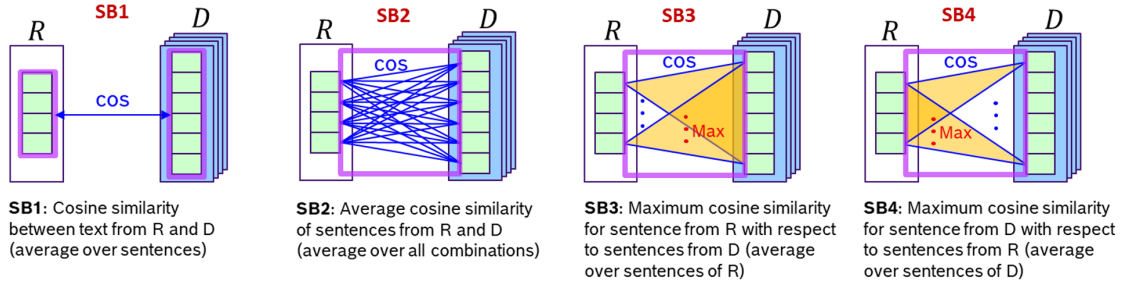 SB1
R
D
cos
SB1: Cosine similarity
between text from R and D
(average over sentences)
SB2
R
D
cos
SB2: Average cosine similarity
of sentences from R and D
(average over all combinations)
SB3
R
D
cos
Max
SB3: Maximum cosine similarity
for sentence from R with respect
to sentences from D (average
over sentences of R)
SB4
R
D
cos
Max
SB4: Maximum cosine similarity
for sentence from D with respect
to sentences from R (average
over sentences of D)